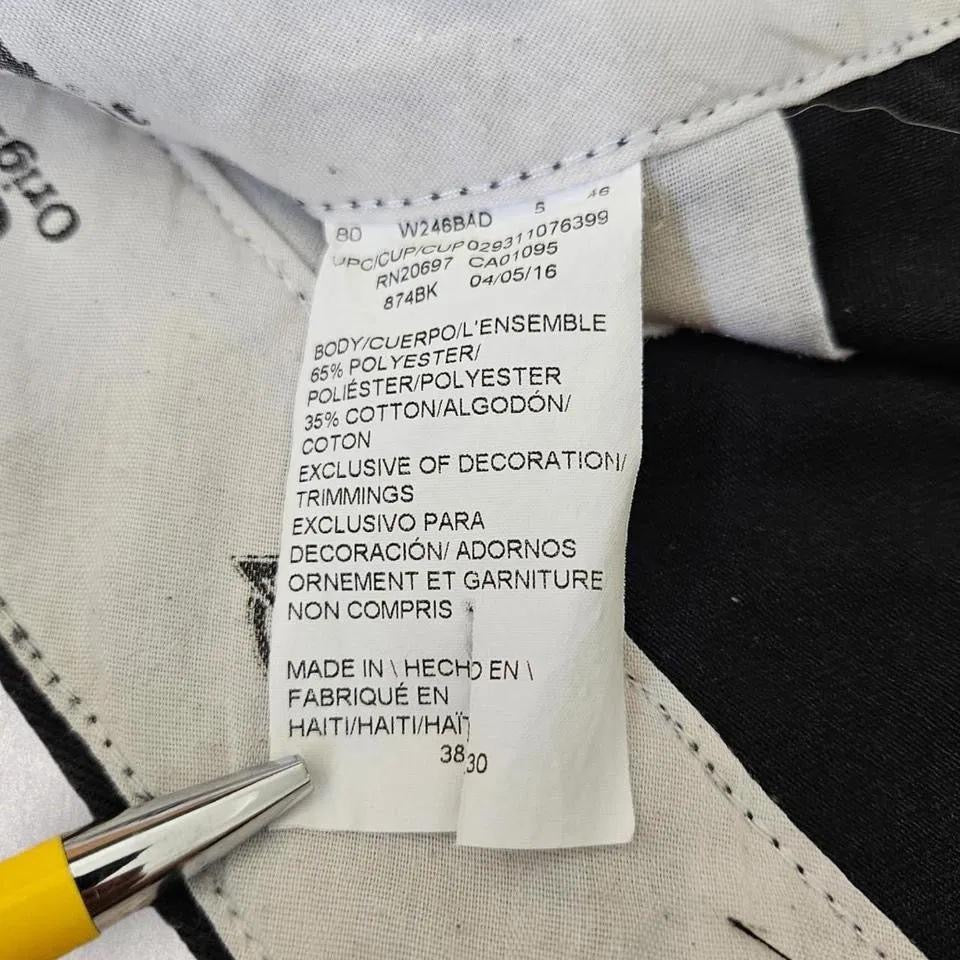 Orig
80 W246BAD 5 46
UPC/CUP/CUP 029311076399
RN20697 CA01095
874BK 04/05/16
BODY/CUERPO/L'ENSEMBLE
65% POLYESTER/
POLIÉSTER/POLYESTER
35% COTTON/ALGODÓN/
COTON
EXCLUSIVE OF DECORATION/
TRIMMINGS
EXCLUSIVO PARA
DECORACIÓN/ ADORNOS
ORNEMENT ET GARNITURE
NON COMPRIS
MADE IN \ HECHO EN \
FABRIQUÉ EN
HAITI/HAITI/HAÏT
38 30